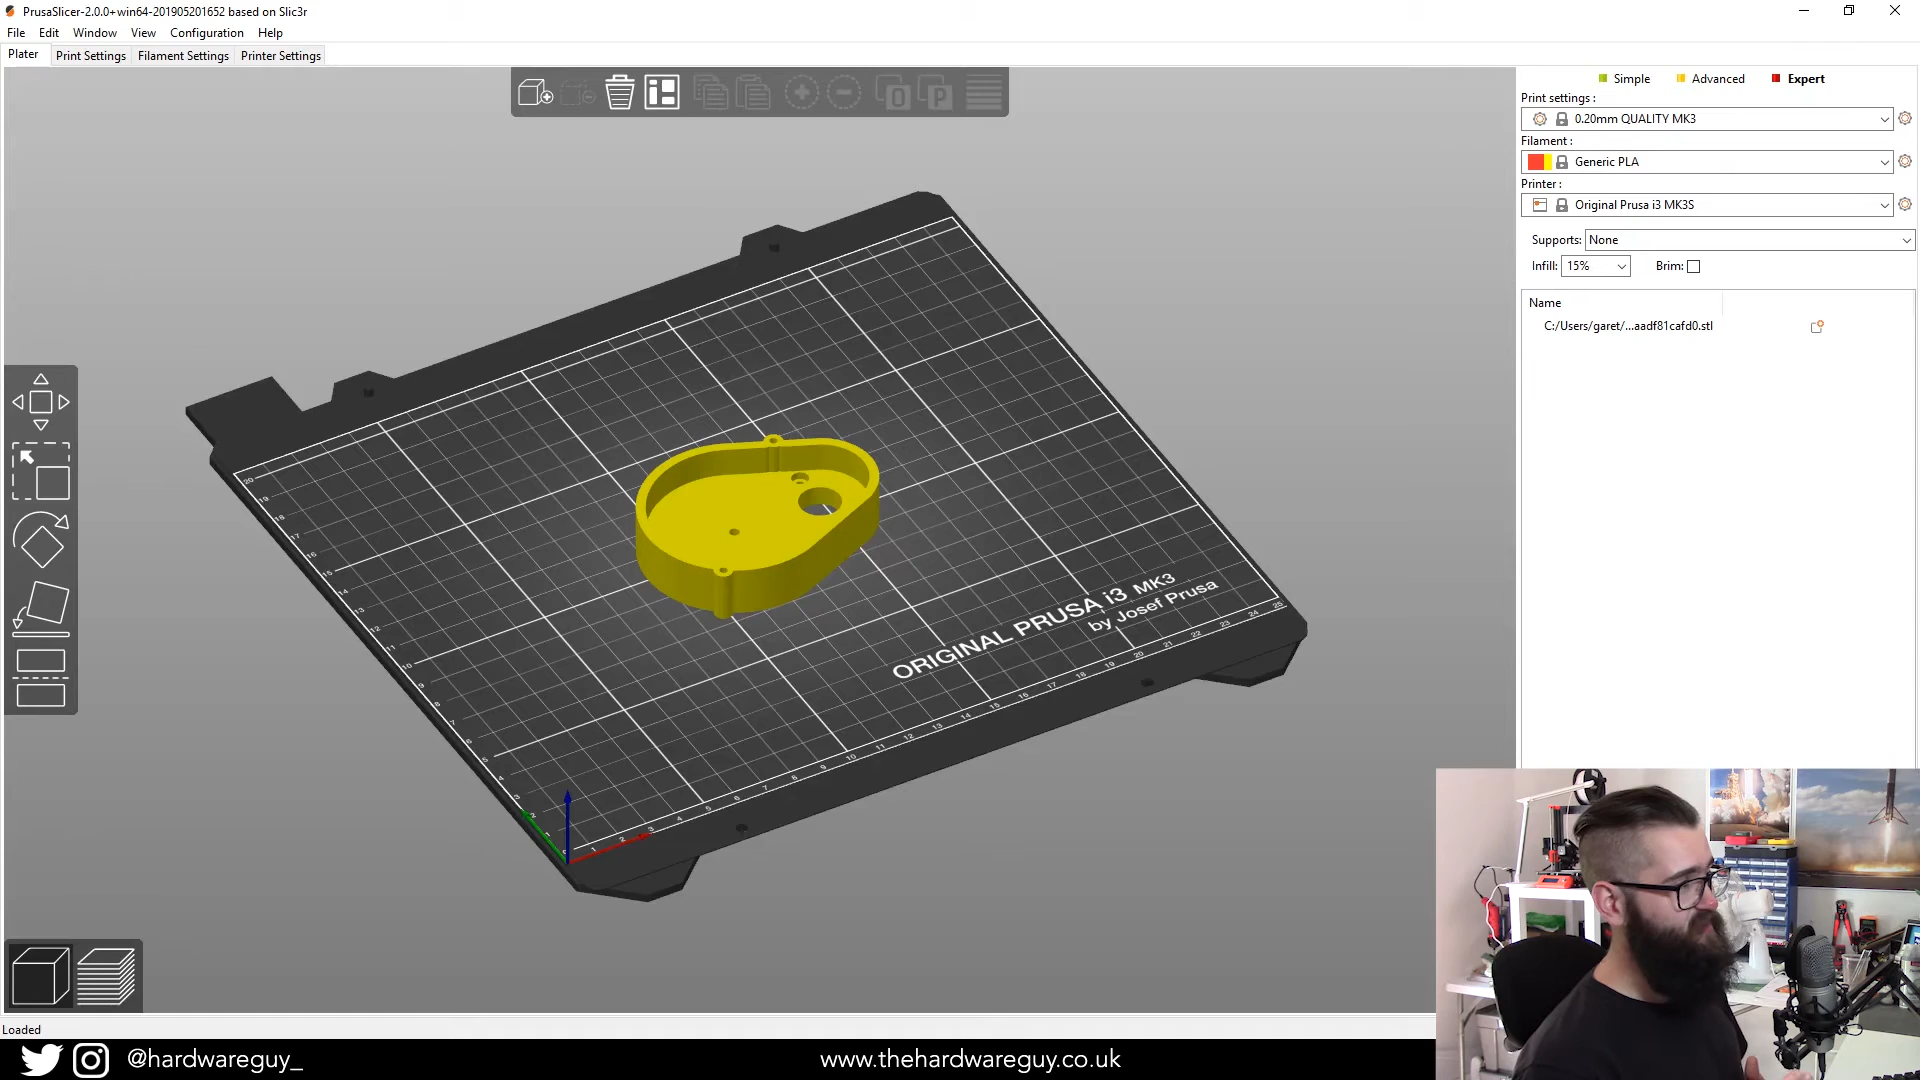 PrusaSlicer-2.0.0+win64-201905201652 based on Slic3r
File Edit Window View Configuration Help
Plater Print Settings Filament Settings Printer Settings
Simple Advanced Expert
Print settings :
0.20mm QUALITY MK3
Filament :
Generic PLA
Printer :
Original Prusa i3 MK3S
Supports: None
Infill: 15% Brim:
Name
C:/Users/garet/...aadf81cafd0.stl
ORIGINAL PRUSA i3 MK3
by Josef Prusa
Loaded
@hardwareguy_
www.thehardwareguy.co.uk